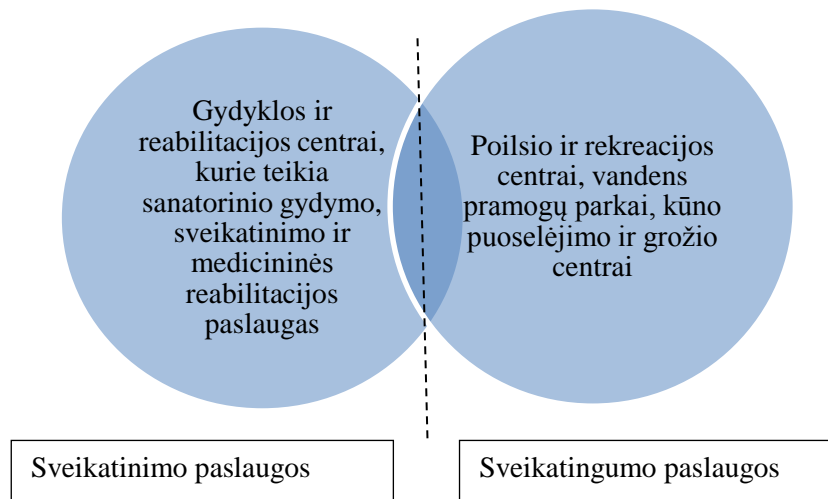 Gydyklos ir
reabilitacijos centrai,
kurie teikia
sanatorinio gydymo,
sveikatinimo ir
medicininės
reabilitacijos
paslaugas
Poilsio ir rekreacijos
centrai, vandens
pramogų parkai, kūno
puoselėjimo ir grožio
centrai
Sveikatinimo paslaugos
Sveikatingumo paslaugos